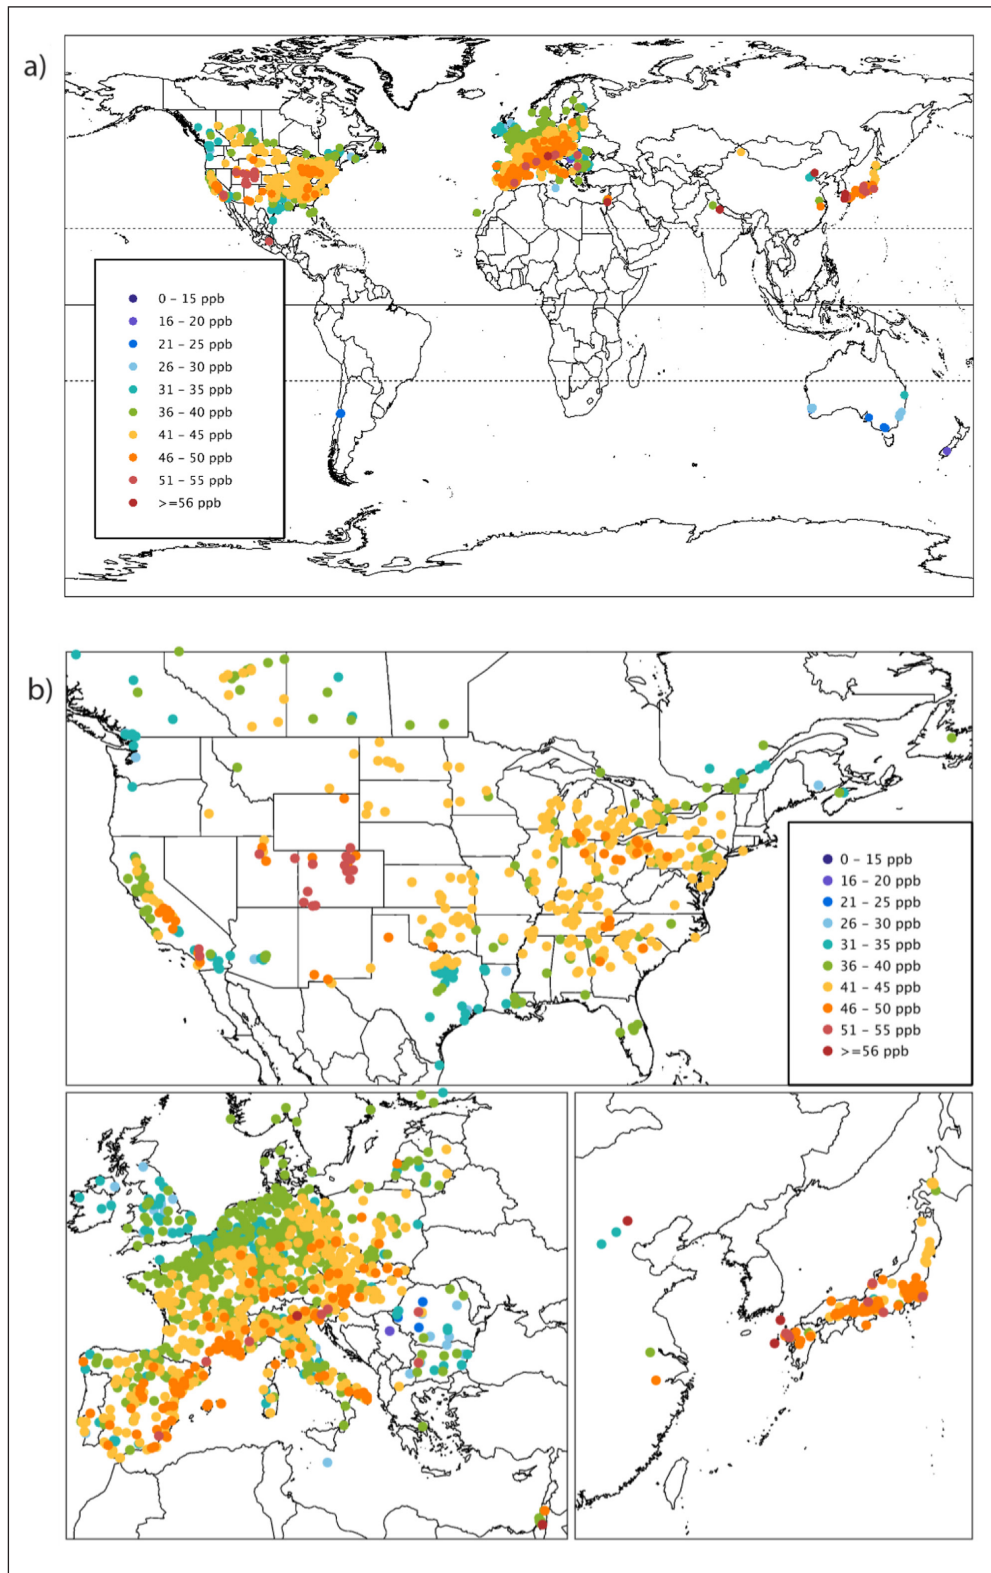 a)
0 – 15 ppb
16 – 20 ppb
21 – 25 ppb
26 – 30 ppb
31 – 35 ppb
36 – 40 ppb
41 – 45 ppb
46 – 50 ppb
51 – 55 ppb
>=56 ppb
b)
0 – 15 ppb
16 – 20 ppb
21 – 25 ppb
26 – 30 ppb
31 – 35 ppb
36 – 40 ppb
41 – 45 ppb
46 – 50 ppb
51 – 55 ppb
>=56 ppb